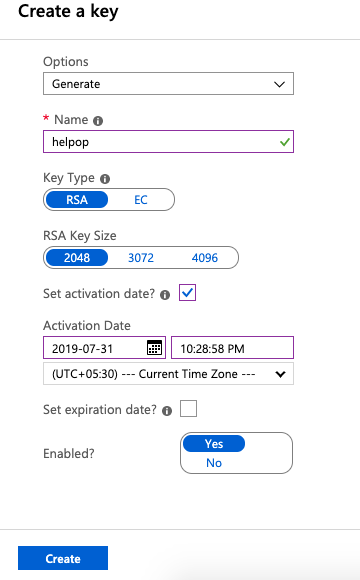 Create a key
Options
Generate
* Name
helpop
Key Type
RSA EC
RSA Key Size
2048 3072 4096
Set activation date?
Activation Date
2019-07-31 10:28:58 PM
(UTC+05:30) --- Current Time Zone ---
Set expiration date?
Enabled?
Yes
No
Create